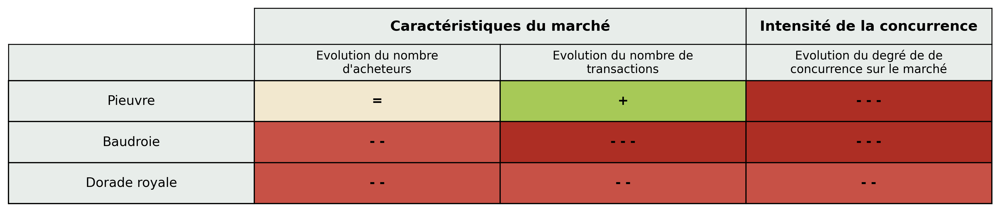 Caractéristiques du marché
Intensité de la concurrence
Evolution du nombre
d'acheteurs
Evolution du nombre de
transactions
Evolution du degré de de
concurrence sur le marché
Pieuvre
=
+
- - -
Baudroie
- -
- - -
- - -
Dorade royale
- -
- -
- -